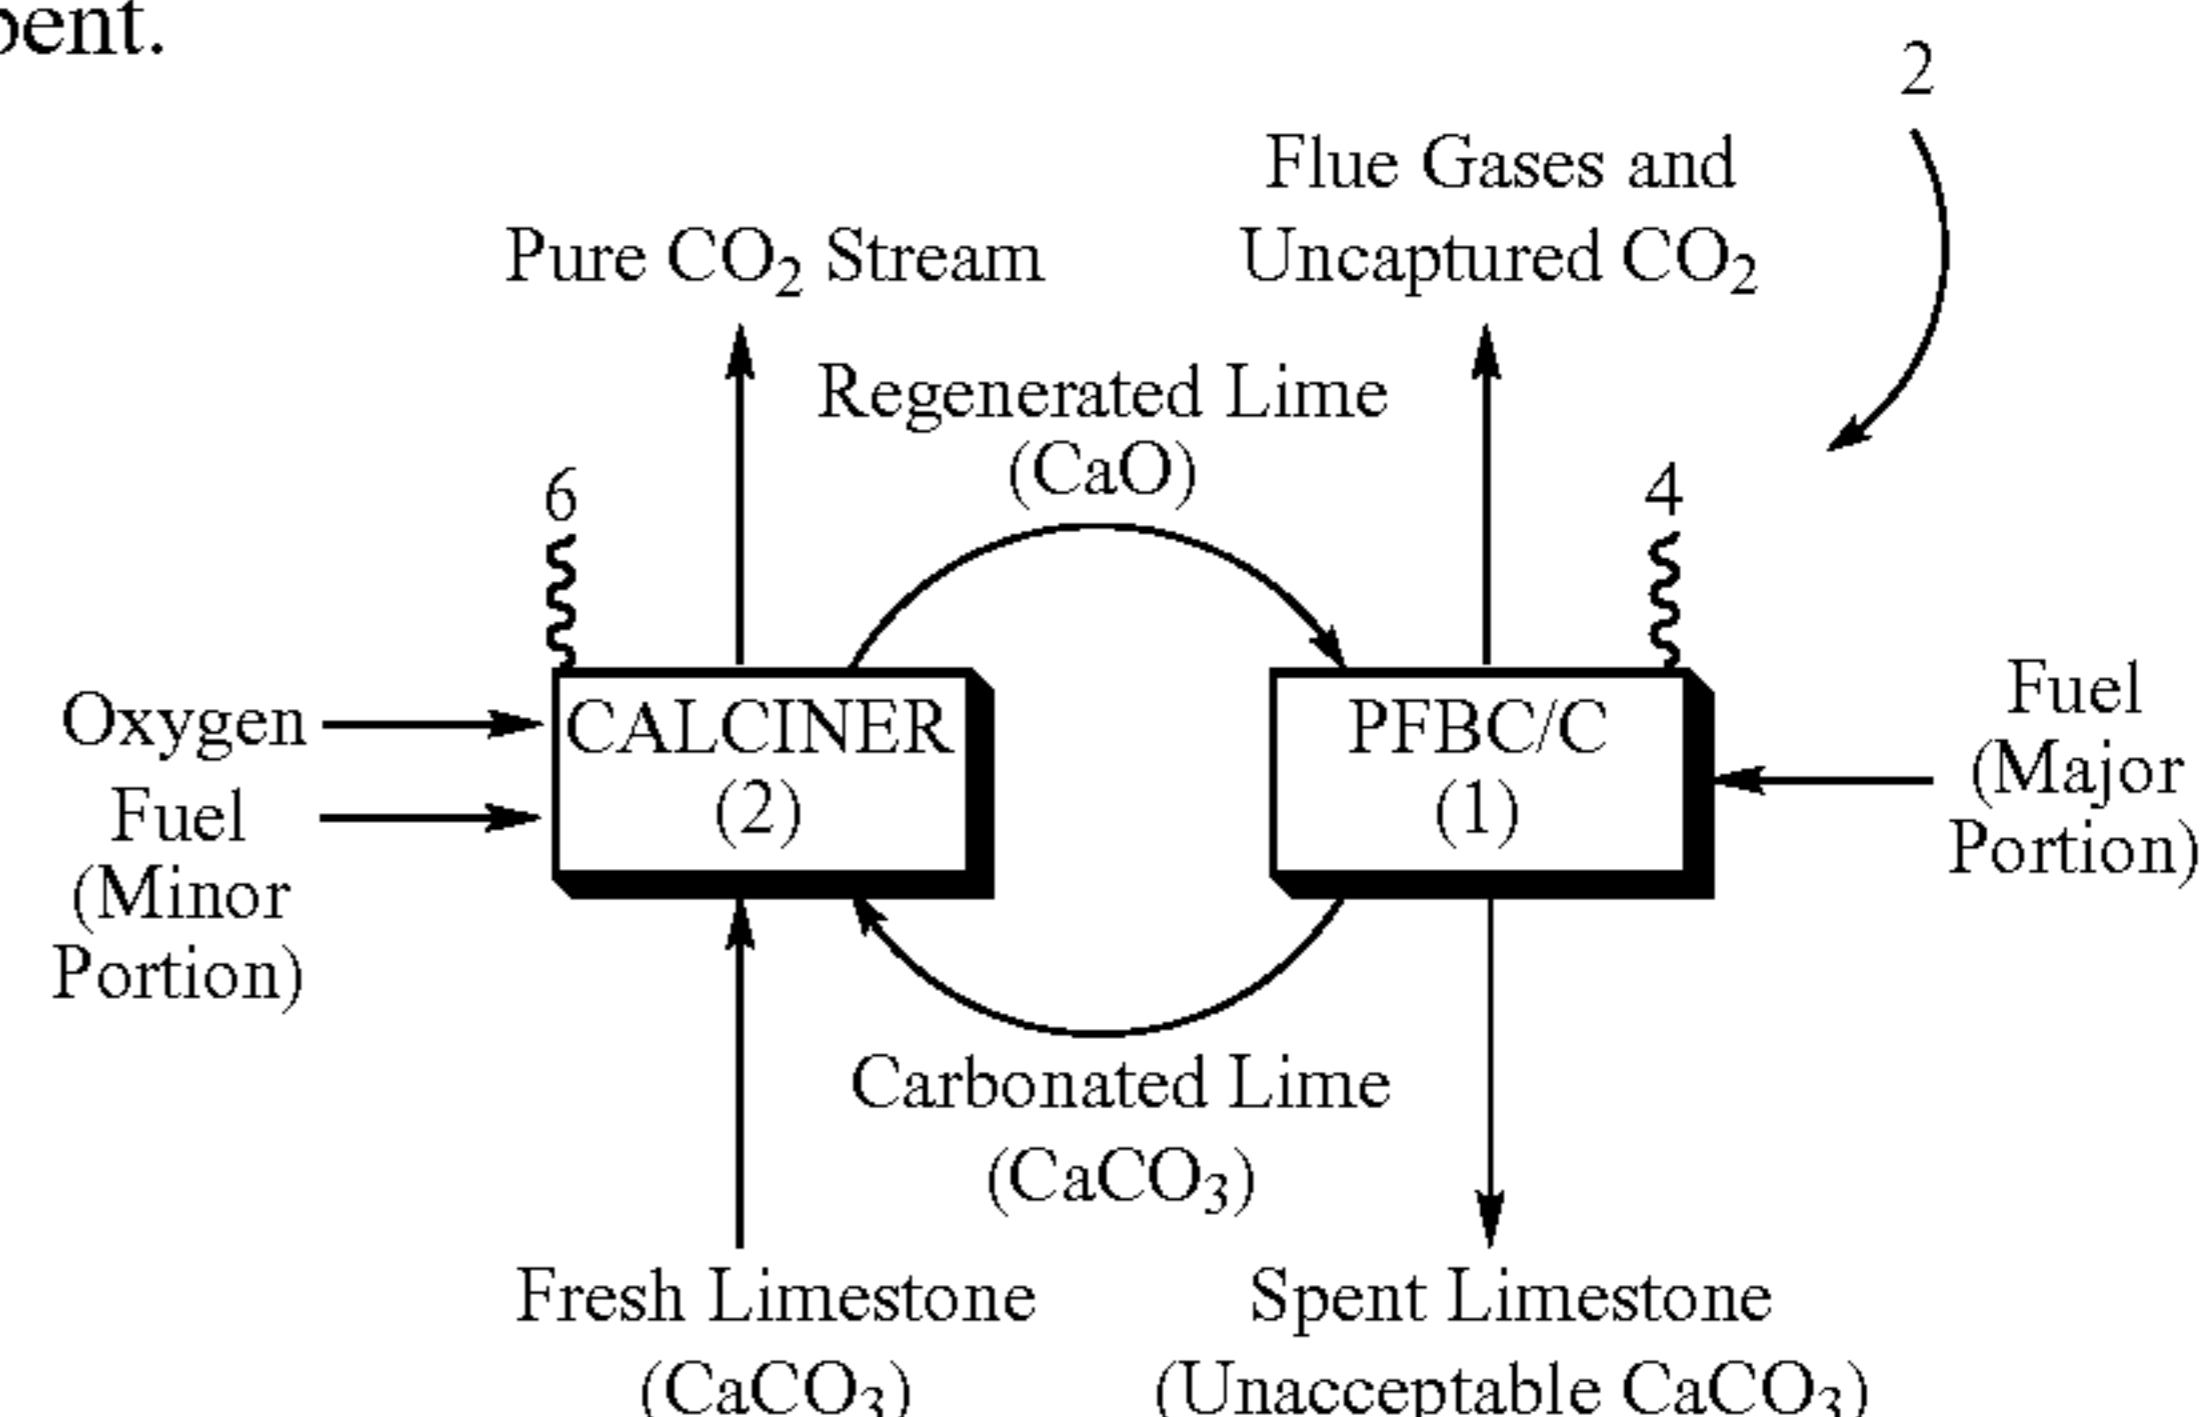 2
Flue Gases and
Uncaptured CO₂
Pure CO₂ Stream
Regenerated Lime
(CaO)
6
4
Oxygen
Fuel
(Minor
Portion)
CALCINER
(2)
PFBC/C
(1)
Fuel
(Major
Portion)
Carbonated Lime
(CaCO₃)
Fresh Limestone
(CaCO₃)
Spent Limestone
(Unacceptable CaCO₃)